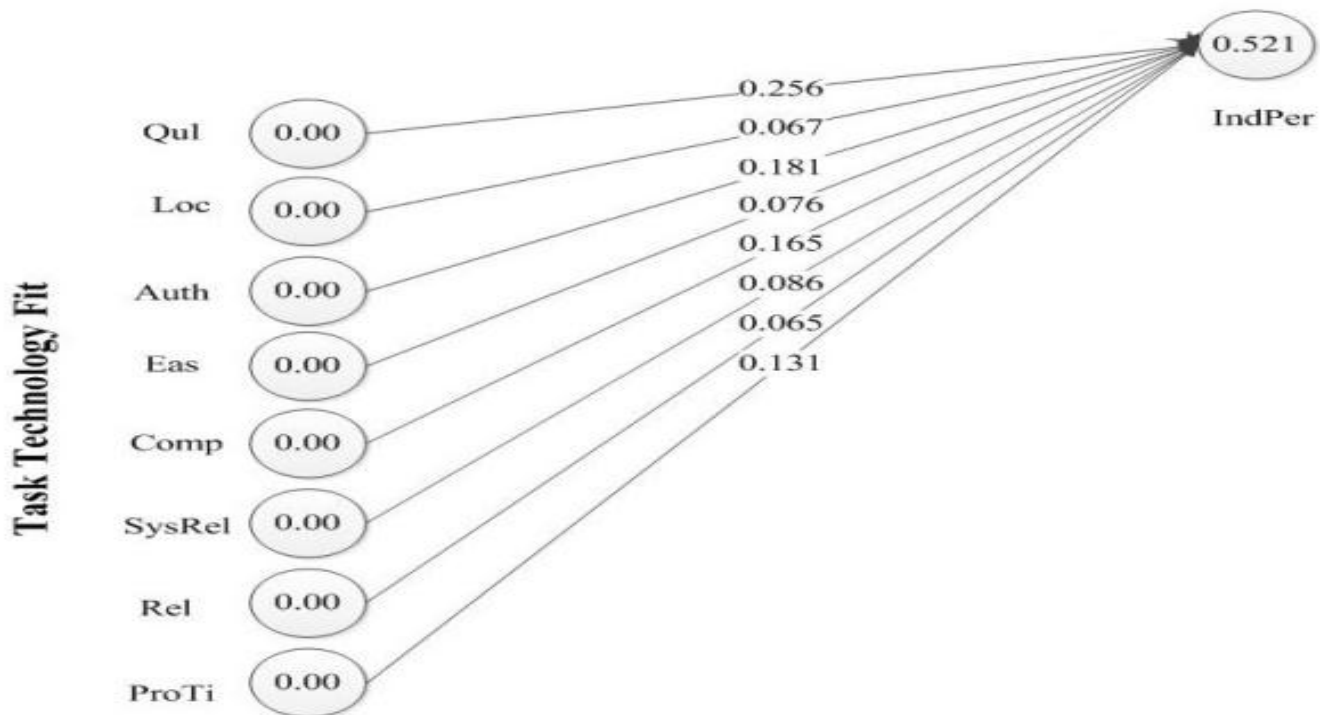 0.521
IndPer
Task Technology Fit
Qul 0.00 0.256
Loc 0.00 0.067
Auth 0.00 0.181
Eas 0.00 0.076
Comp 0.00 0.165
SysRel 0.00 0.086
Rel 0.00 0.065
ProTi 0.00 0.131